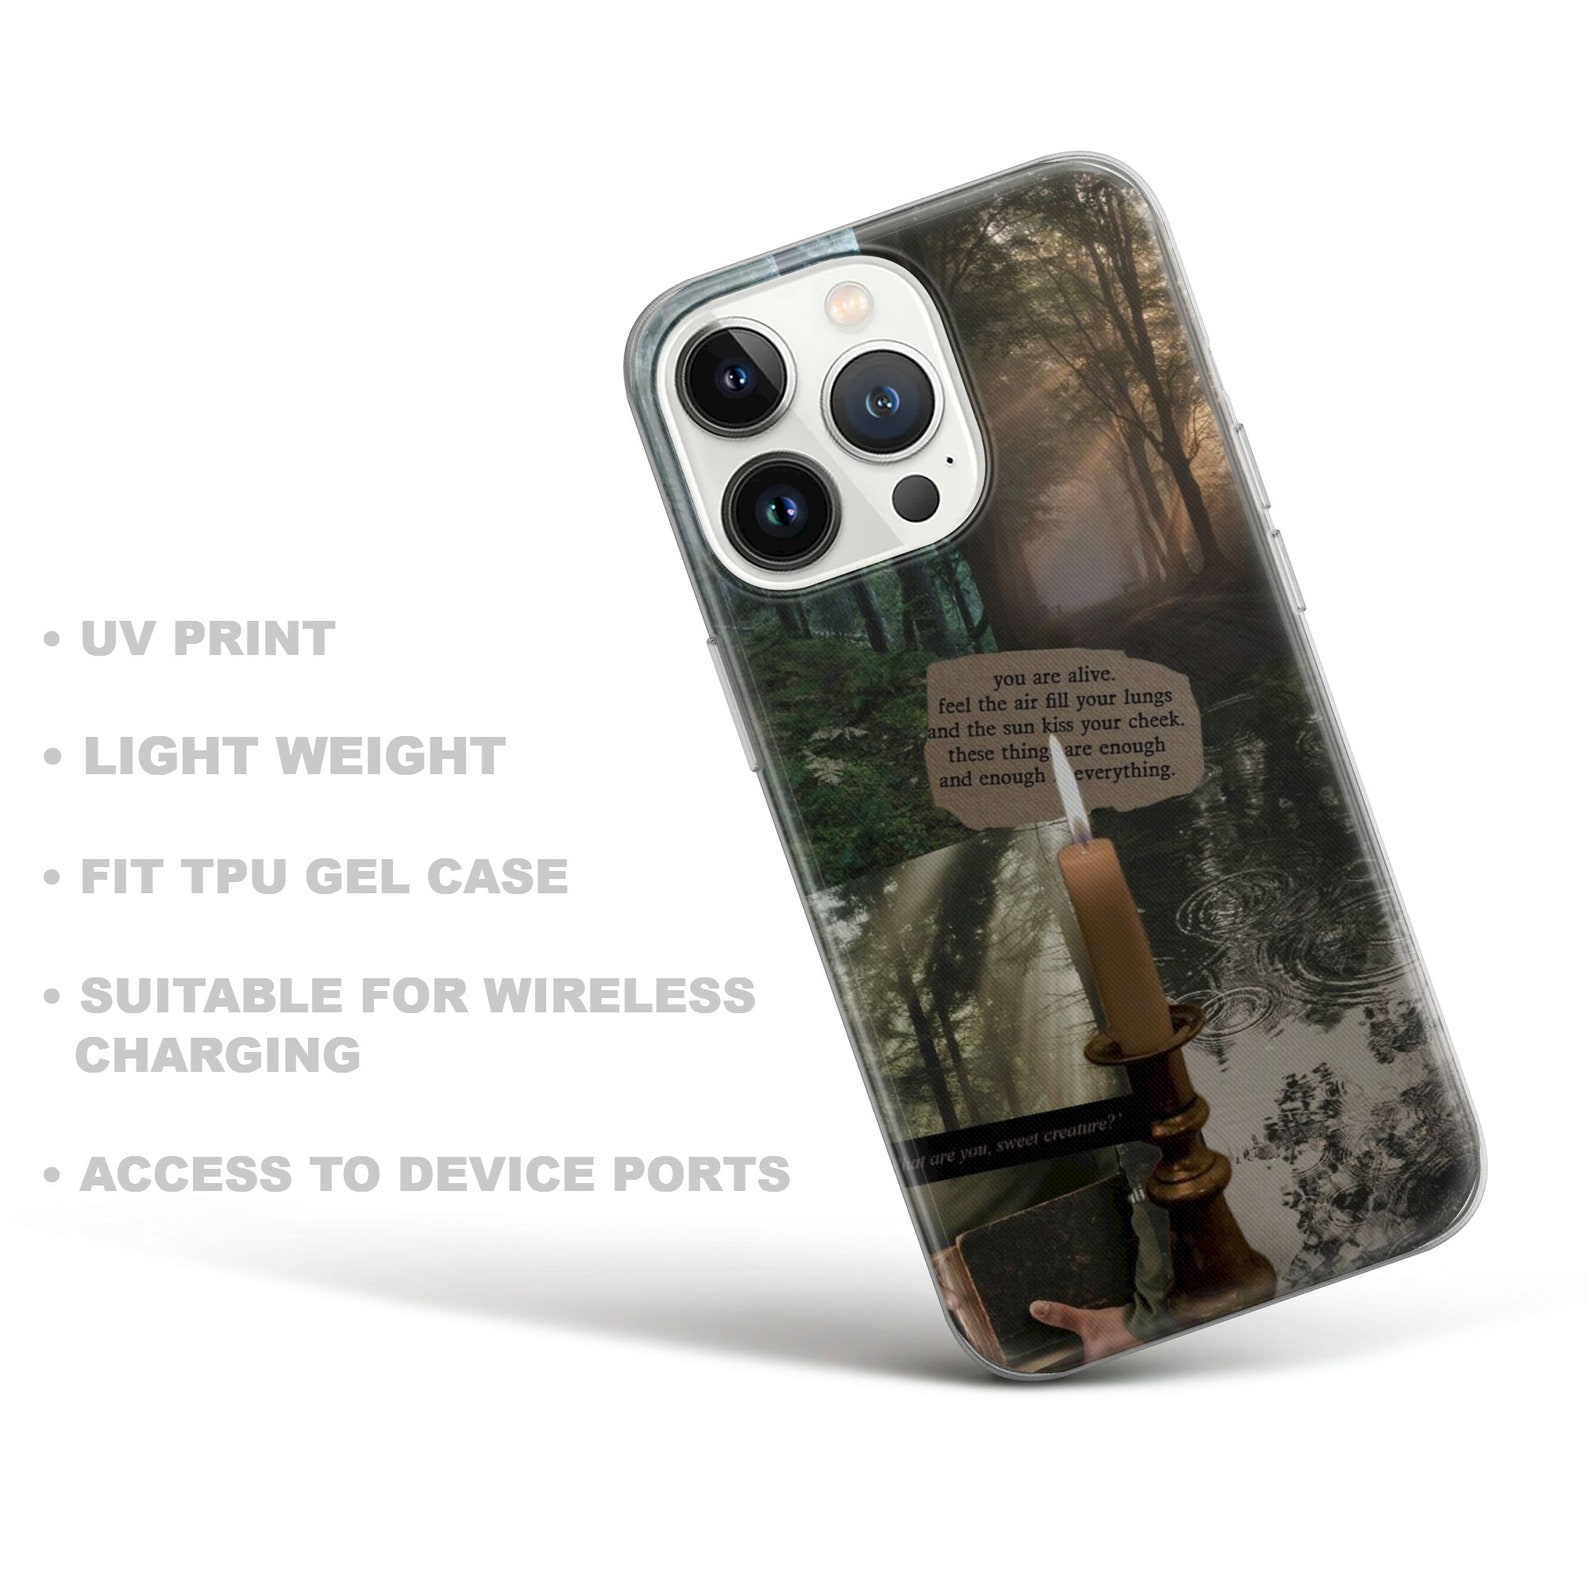 • UV PRINT
• LIGHT WEIGHT
• FIT TPU GEL CASE
• SUITABLE FOR WIRELESS
CHARGING
• ACCESS TO DEVICE PORTS
you are alive.
feel the air fill your lungs
and the sun kiss your cheek.
these things are enough
and enough everything.
are you, sweet creature?'